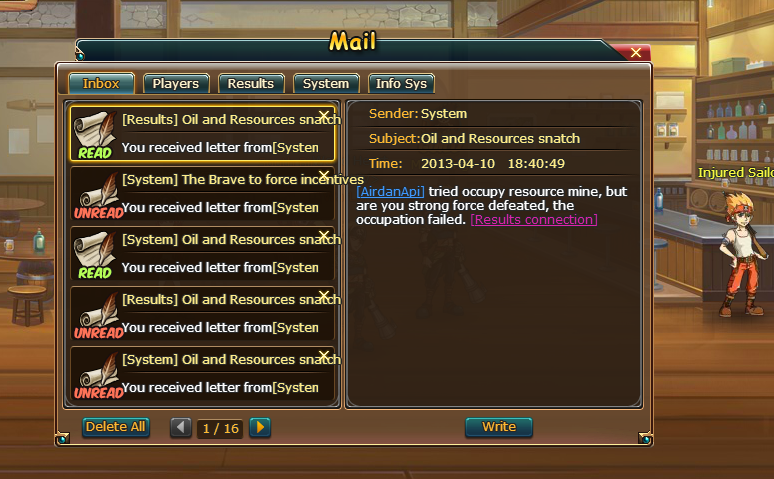 Mail
Inbox Players Results System Info Sys
[Results] Oil and Resources snatch
You received letter from[System
READ
[System] The Brave to force incentives
You received letter from[System
UNREAD
[System] Oil and Resources snatch
You received letter from[System
READ
[Results] Oil and Resources snatch
You received letter from[System
UNREAD
[System] Oil and Resources snatch
You received letter from[System
UNREAD
Delete All 1 / 16
Sender: System
Subject:Oil and Resources snatch
Time: 2013-04-10 18:40:49
[AirdanApi] tried occupy resource mine, but
are you strong force defeated, the
occupation failed. [Results connection]
Write
Injured Sailo